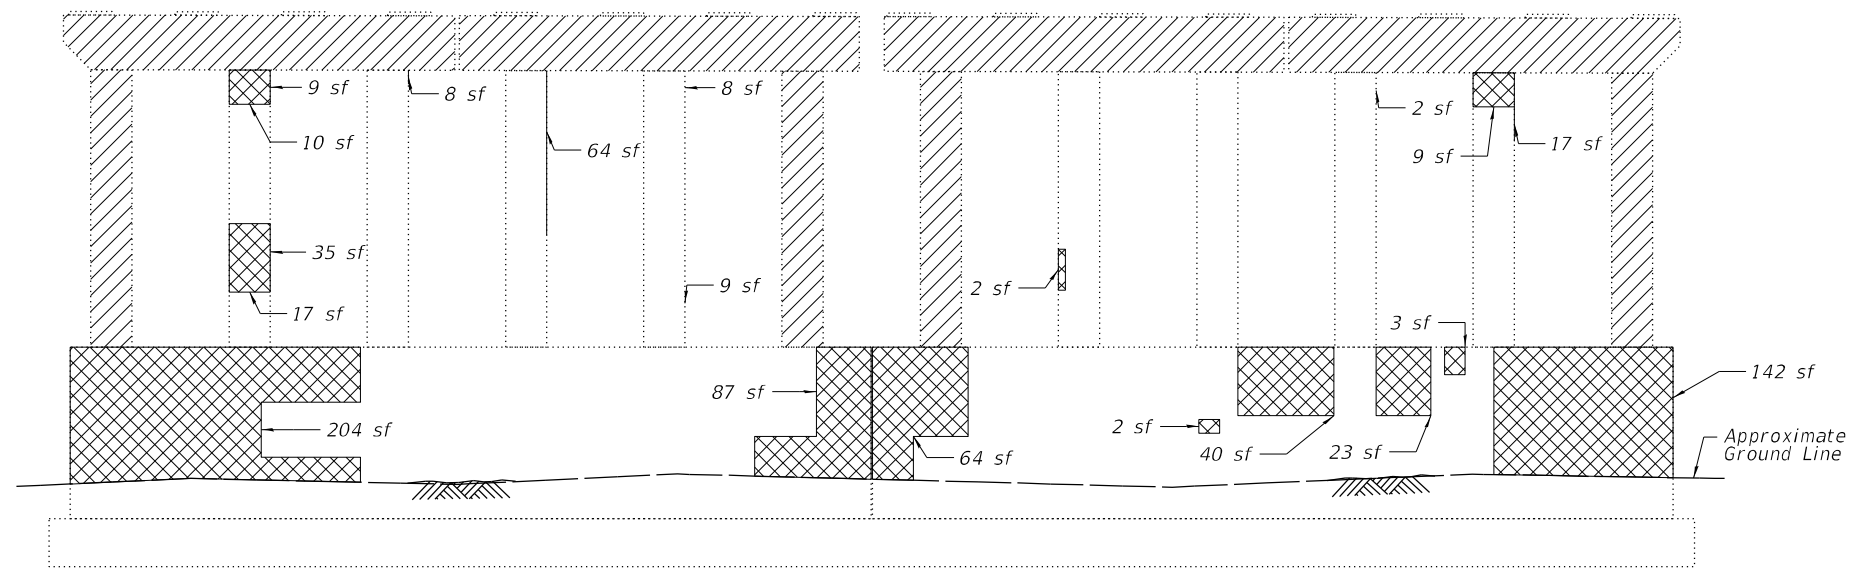 9 sf
8 sf
8 sf
2 sf
10 sf
64 sf
9 sf
17 sf
35 sf
9 sf
2 sf
17 sf
3 sf
87 sf
142 sf
204 sf
2 sf
64 sf
40 sf
23 sf
Approximate
Ground Line